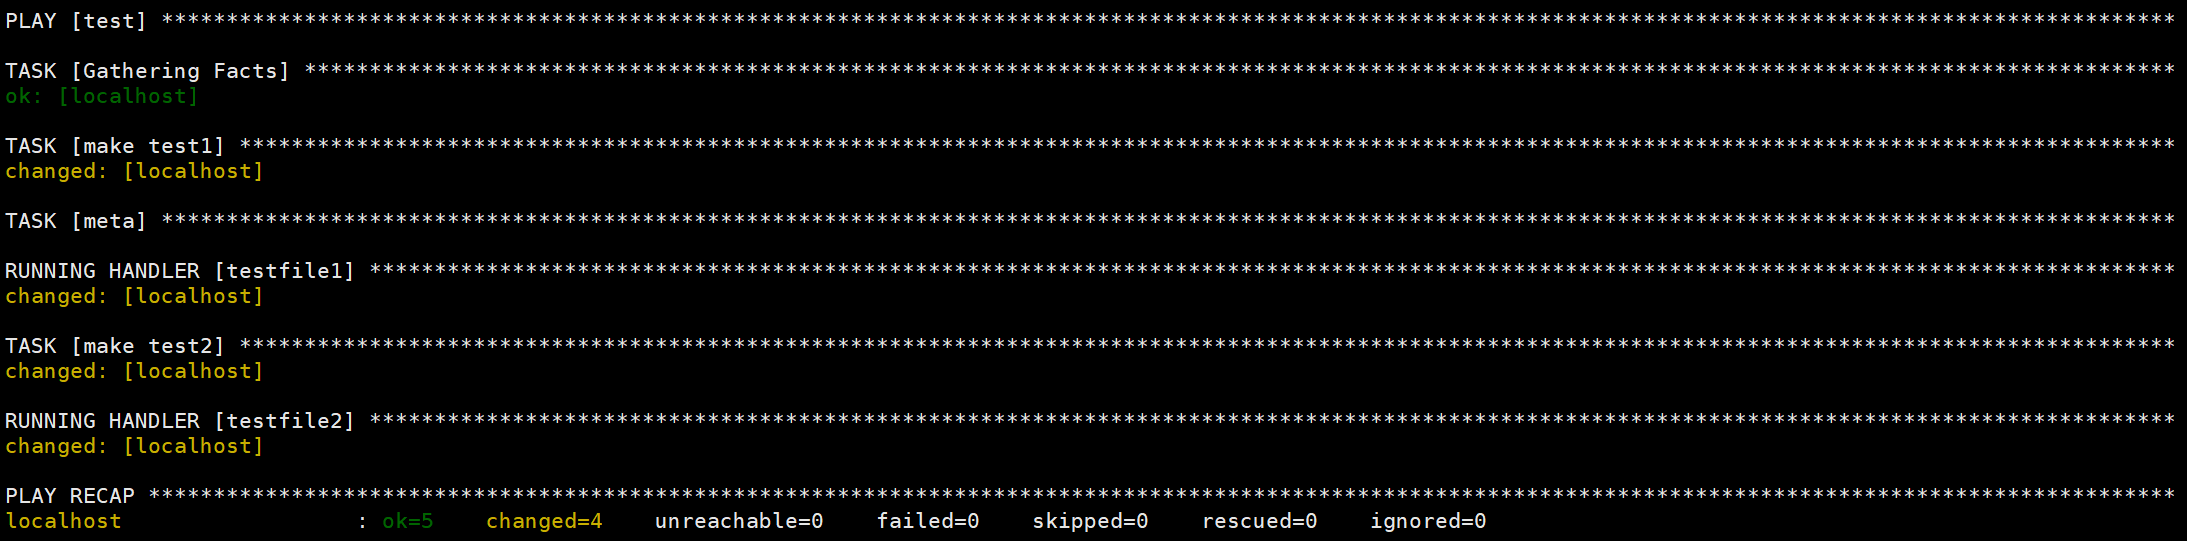 PLAY [test] ***********************************************************************************************************************************************************
TASK [Gathering Facts] ************************************************************************************************************************************************
ok: [localhost]
TASK [make test1] *****************************************************************************************************************************************************
changed: [localhost]
TASK [meta] ***********************************************************************************************************************************************************
RUNNING HANDLER [testfile1] *******************************************************************************************************************************************
changed: [localhost]
TASK [make test2] *****************************************************************************************************************************************************
changed: [localhost]
RUNNING HANDLER [testfile2] *******************************************************************************************************************************************
changed: [localhost]
PLAY RECAP ************************************************************************************************************************************************************
localhost                  : ok=5    changed=4    unreachable=0    failed=0    skipped=0    rescued=0    ignored=0